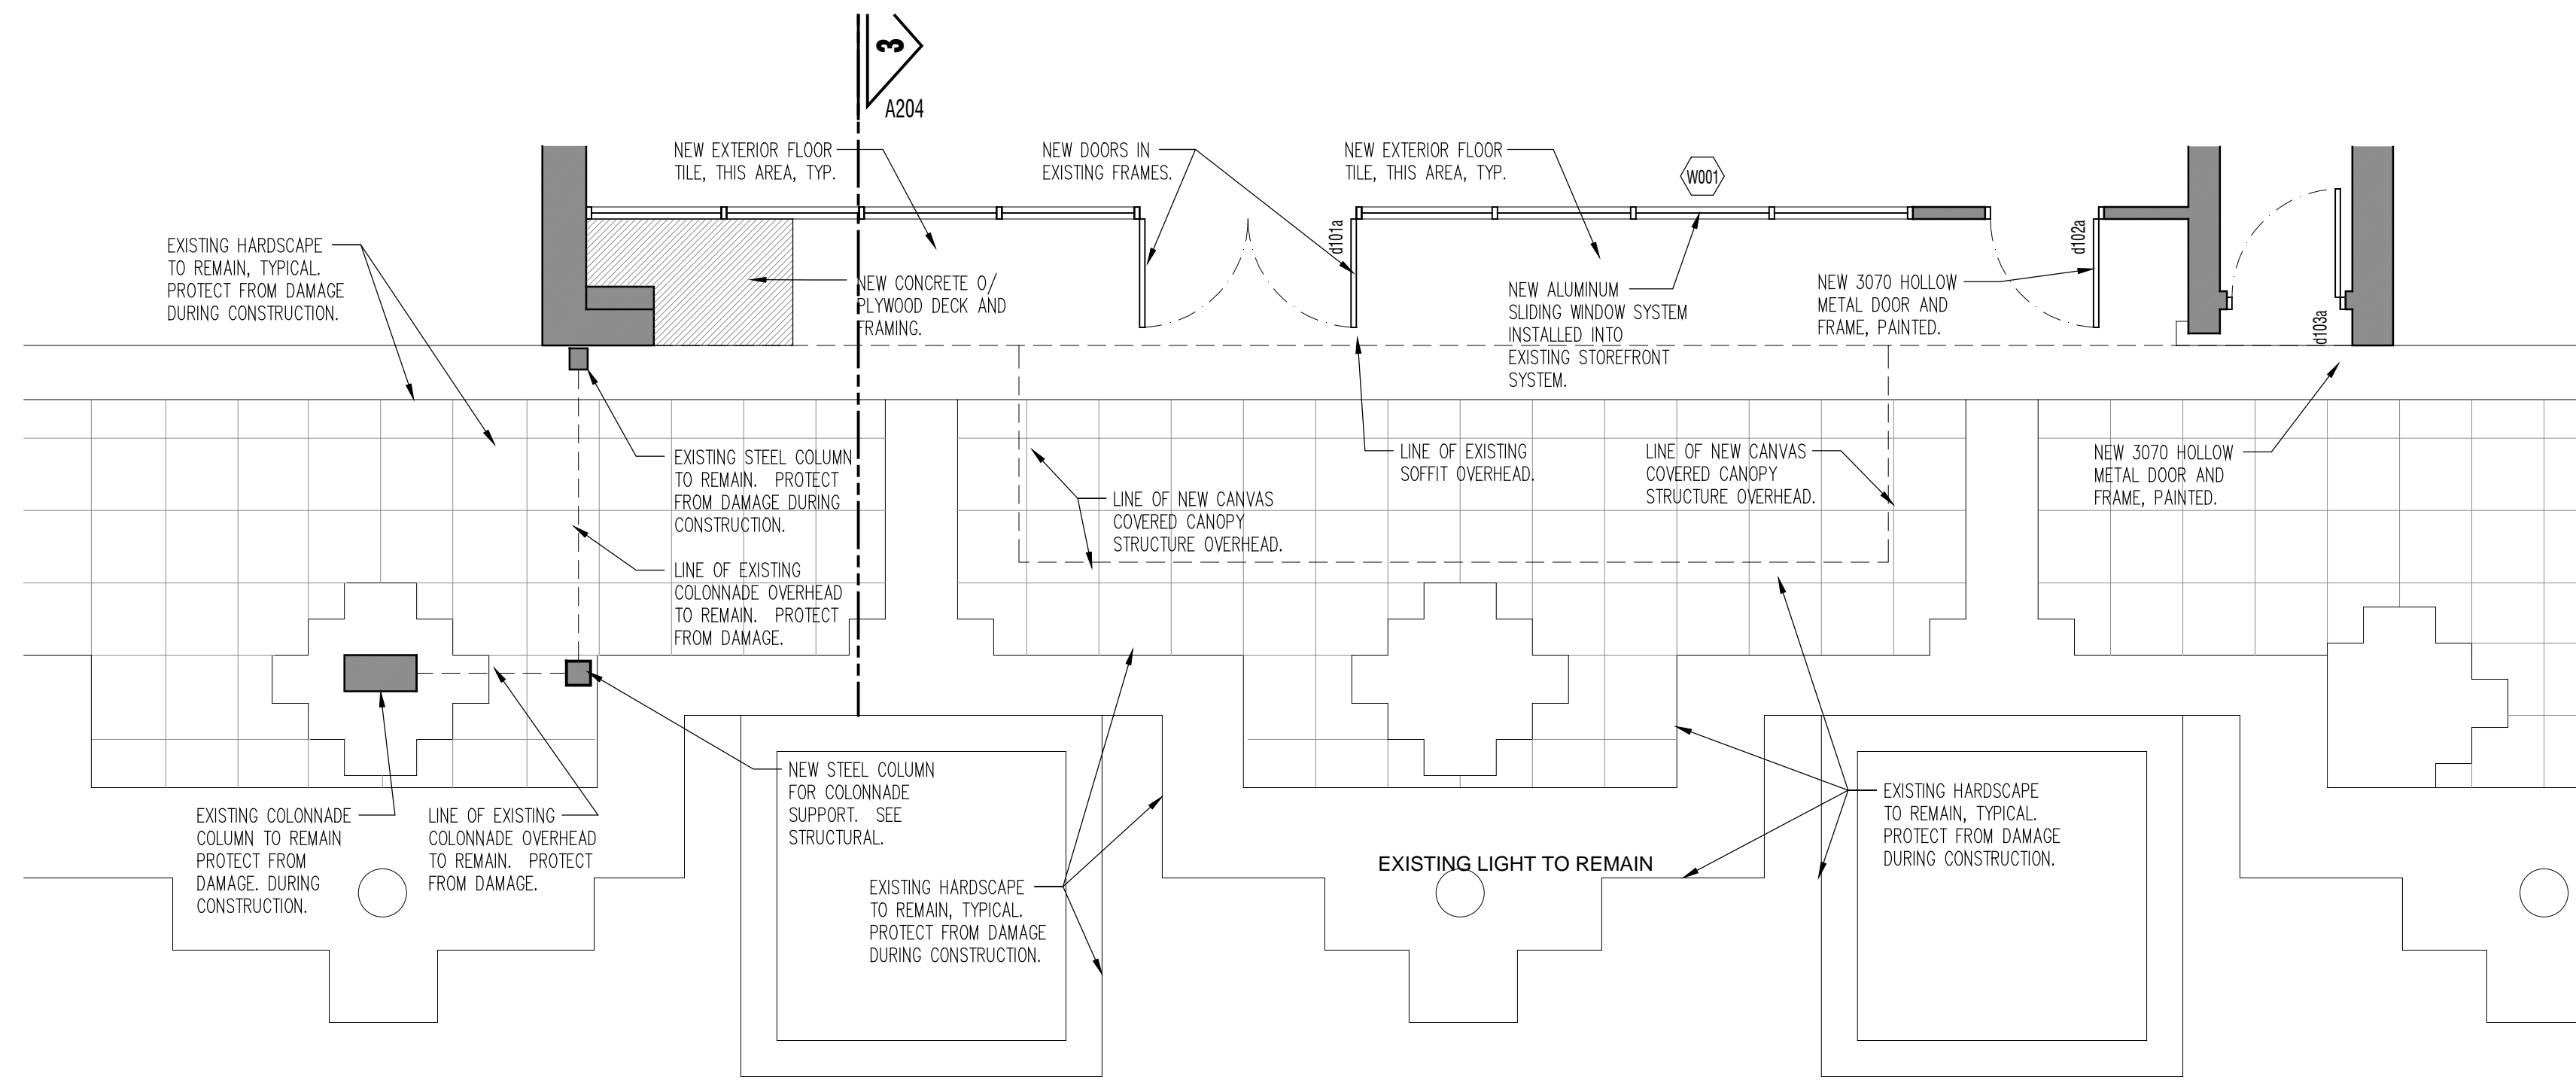 3
A204
NEW EXTERIOR FLOOR
TILE, THIS AREA, TYP.
NEW DOORS IN
EXISTING FRAMES.
NEW EXTERIOR FLOOR
TILE, THIS AREA, TYP.
W001
EXISTING HARDSCAPE
TO REMAIN, TYPICAL.
PROTECT FROM DAMAGE
DURING CONSTRUCTION.
NEW CONCRETE O/
PLYWOOD DECK AND
FRAMING.
d101a
NEW ALUMINUM
SLIDING WINDOW SYSTEM
INSTALLED INTO
EXISTING STOREFRONT
SYSTEM.
d102a
NEW 3070 HOLLOW
METAL DOOR AND
FRAME, PAINTED.
d103a
EXISTING STEEL COLUMN
TO REMAIN.  PROTECT
FROM DAMAGE DURING
CONSTRUCTION.
LINE OF EXISTING
SOFFIT OVERHEAD.
LINE OF NEW CANVAS
COVERED CANOPY
STRUCTURE OVERHEAD.
NEW 3070 HOLLOW
METAL DOOR AND
FRAME, PAINTED.
LINE OF NEW CANVAS
COVERED CANOPY
STRUCTURE OVERHEAD.
LINE OF EXISTING
COLONNADE OVERHEAD
TO REMAIN.  PROTECT
FROM DAMAGE.
NEW STEEL COLUMN
FOR COLONNADE
SUPPORT.  SEE
STRUCTURAL.
EXISTING COLONNADE
COLUMN TO REMAIN
PROTECT FROM
DAMAGE. DURING
CONSTRUCTION.
LINE OF EXISTING
COLONNADE OVERHEAD
TO REMAIN.  PROTECT
FROM DAMAGE.
EXISTING HARDSCAPE
TO REMAIN, TYPICAL.
PROTECT FROM DAMAGE
DURING CONSTRUCTION.
EXISTING LIGHT TO REMAIN
EXISTING HARDSCAPE
TO REMAIN, TYPICAL.
PROTECT FROM DAMAGE
DURING CONSTRUCTION.